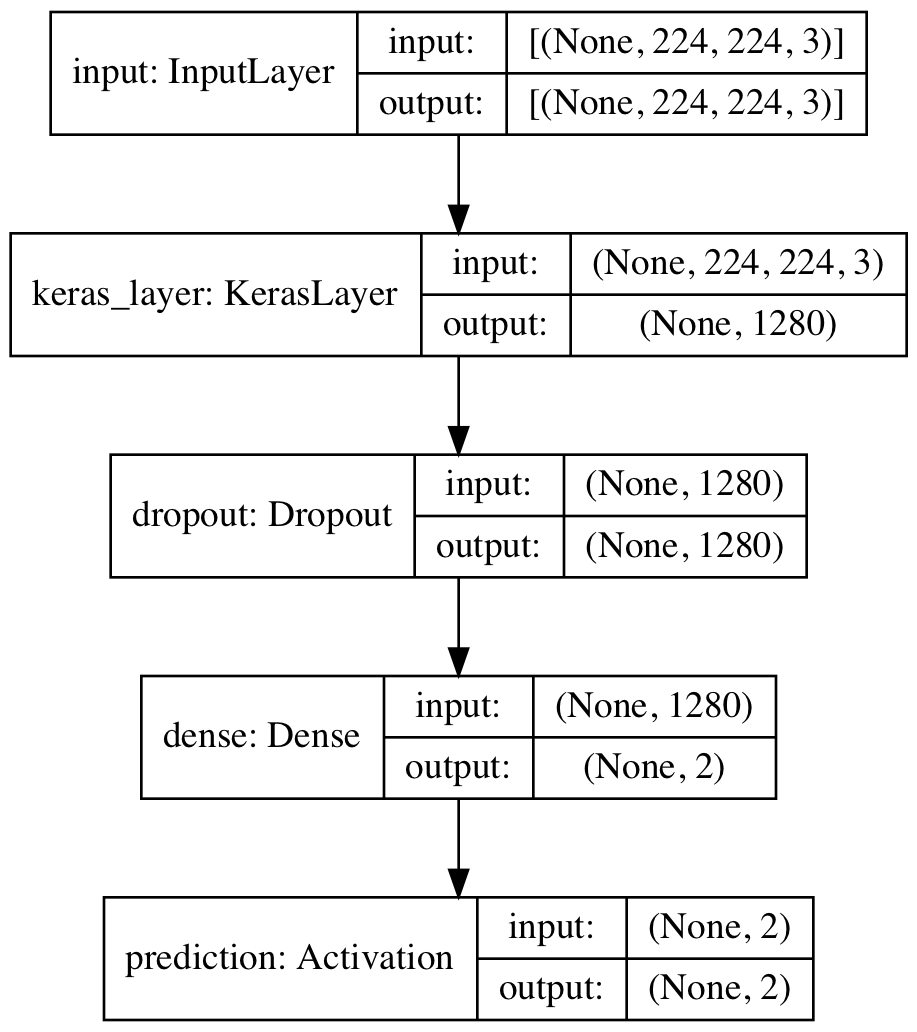 input: InputLayer
input:
[(None, 224, 224, 3)]
output:
[(None, 224, 224, 3)]
keras_layer: KerasLayer
input:
(None, 224, 224, 3)
output:
(None, 1280)
dropout: Dropout
input:
(None, 1280)
output:
(None, 1280)
dense: Dense
input:
(None, 1280)
output:
(None, 2)
prediction: Activation
input:
(None, 2)
output:
(None, 2)